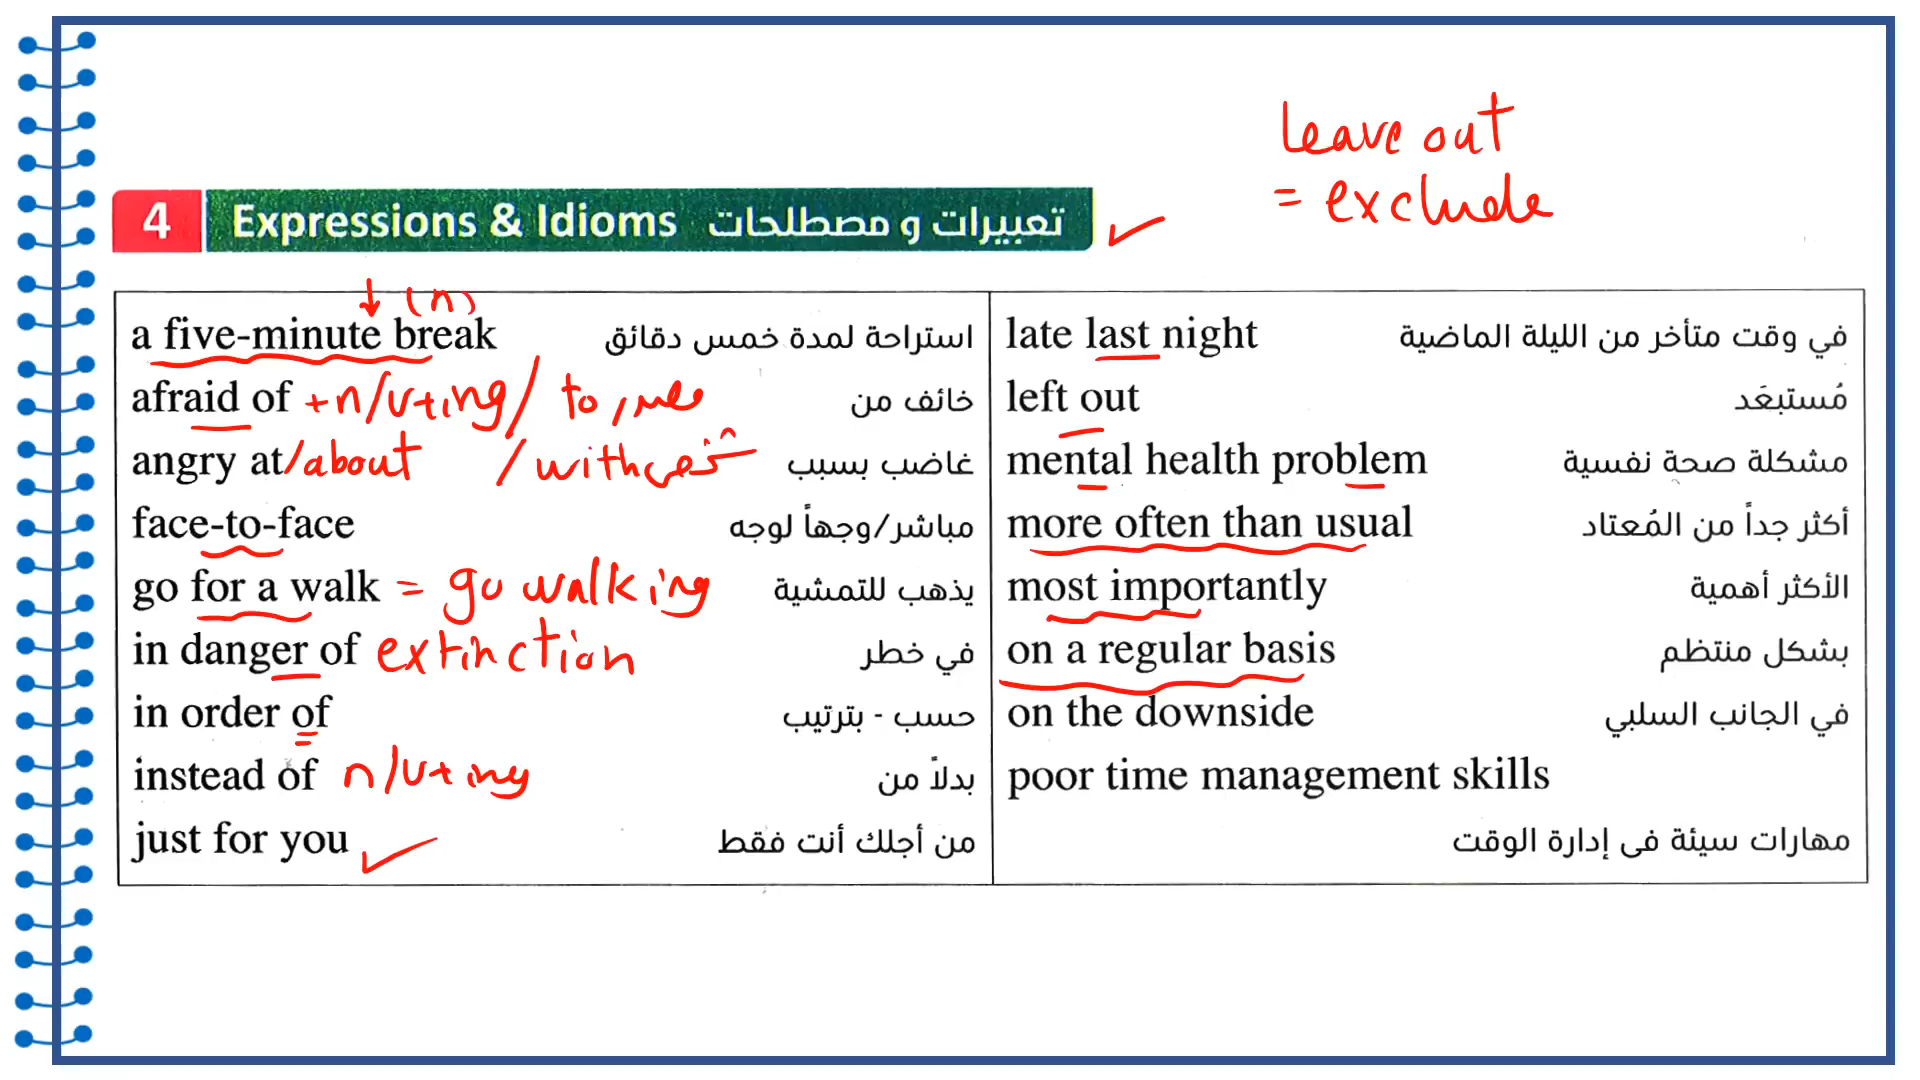 leave out
= exclude
4 Expressions & Idioms تعبيرات و مصطلحات
(n)
a five-minute break استراحة لمدة خمس دقائق
afraid of + n/v+ing/ to مصدر خائف من
angry at/about /with شخص غاضب بسبب
face-to-face مباشر/وجهاً لوجه
go for a walk = go walking يذهب للتمشية
in danger of extinction في خطر
in order of حسب - بترتيب
instead of n/v+ing بدلاً من
just for you من أجلك أنت فقط
late last night في وقت متأخر من الليلة الماضية
left out مُستبعَد
mental health problem مشكلة صحة نفسية
more often than usual أكثر جداً من المُعتاد
most importantly الأكثر أهمية
on a regular basis بشكل منتظم
on the downside في الجانب السلبي
poor time management skills
مهارات سيئة فى إدارة الوقت